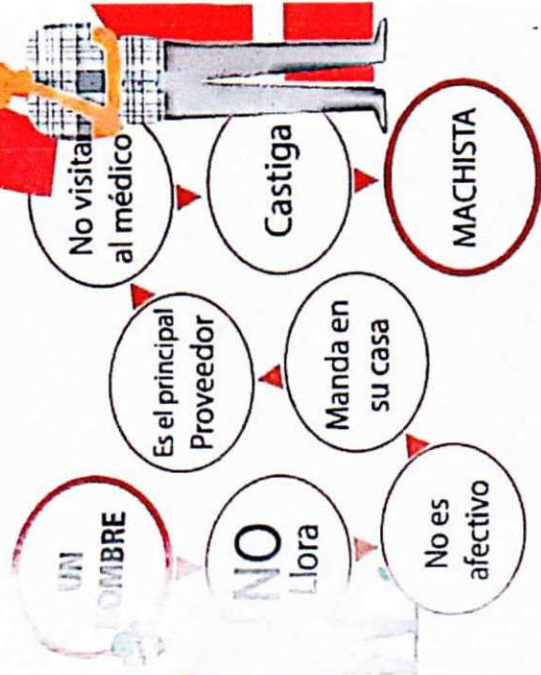 UN
HOMBRE
NO
Llora
No es
afectivo
Manda en
su casa
Es el principal
Proveedor
No visita
al médico
Castiga
MACHISTA